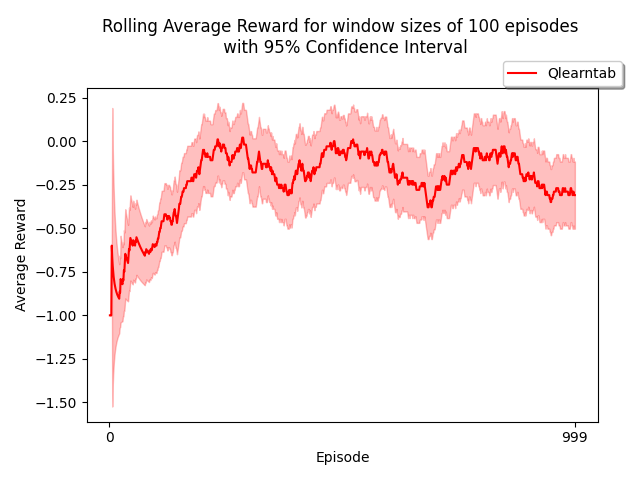 Rolling Average Reward for window sizes of 100 episodes
with 95% Confidence Interval
Qlearntab
0.25
0.00
−0.25
−0.50
−0.75
−1.00
−1.25
−1.50
Average Reward
0
999
Episode